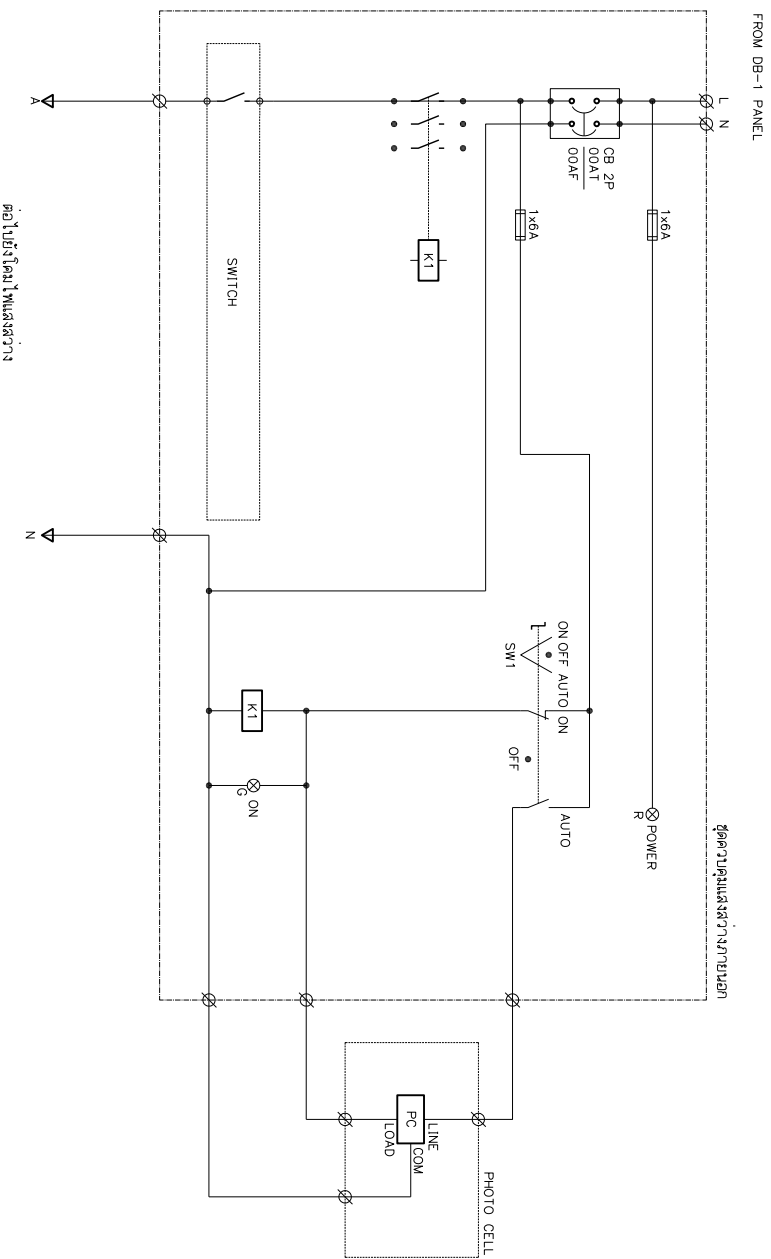 FROM DB-1 PANEL
ชุดควบคุมแสงสว่างภายนอก
L
N
CB 2P
00AT
00AF
1x6A
R
POWER
1x6A
ON OFF AUTO
SW1
ON
OFF
AUTO
K1
SWITCH
K1
G
ON
PHOTO CELL
LINE
PC
COM
LOAD
A
N
ต่อไปยังโคมไฟแสงสว่าง